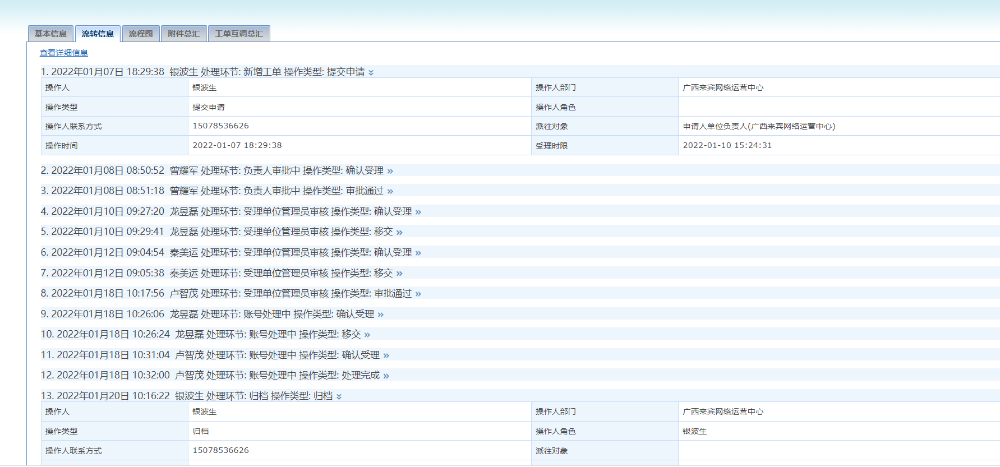 基本信息 流转信息 流程图 附件总汇 工单互调总汇
查看详细信息
1. 2022年01月07日 18:29:38 银波生 处理环节: 新增工单 操作类型: 提交申请
操作人 银波生 操作人部门 广西来宾网络运营中心
操作类型 提交申请 操作人角色
操作人联系方式 15078536626 派往对象 申请人单位负责人(广西来宾网络运营中心)
操作时间 2022-01-07 18:29:38 受理时限 2022-01-10 15:24:31
2. 2022年01月08日 08:50:52 曾耀军 处理环节: 负责人审批中 操作类型: 确认受理 »
3. 2022年01月08日 08:51:18 曾耀军 处理环节: 负责人审批中 操作类型: 审批通过 »
4. 2022年01月10日 09:27:20 龙昱磊 处理环节: 受理单位管理员审核 操作类型: 确认受理 »
5. 2022年01月10日 09:29:41 龙昱磊 处理环节: 受理单位管理员审核 操作类型: 移交 »
6. 2022年01月12日 09:04:54 秦美运 处理环节: 受理单位管理员审核 操作类型: 确认受理 »
7. 2022年01月12日 09:05:38 秦美运 处理环节: 受理单位管理员审核 操作类型: 移交 »
8. 2022年01月18日 10:17:56 卢智茂 处理环节: 受理单位管理员审核 操作类型: 审批通过 »
9. 2022年01月18日 10:26:06 龙昱磊 处理环节: 账号处理中 操作类型: 确认受理 »
10. 2022年01月18日 10:26:24 龙昱磊 处理环节: 账号处理中 操作类型: 移交 »
11. 2022年01月18日 10:31:04 卢智茂 处理环节: 账号处理中 操作类型: 确认受理 »
12. 2022年01月18日 10:32:00 卢智茂 处理环节: 账号处理中 操作类型: 处理完成 »
13. 2022年01月20日 10:16:22 银波生 处理环节: 归档 操作类型: 归档
操作人 银波生 操作人部门 广西来宾网络运营中心
操作类型 归档 操作人角色 银波生
操作人联系方式 15078536626 派往对象